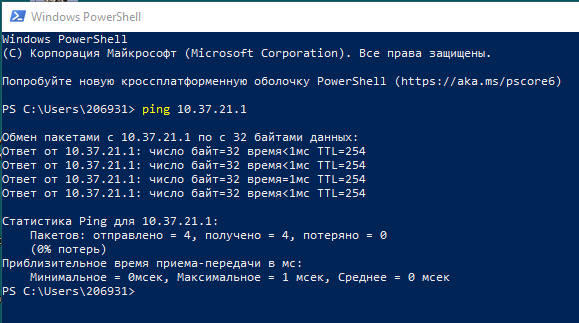 Windows PowerShell
Windows PowerShell
(C) Корпорация Майкрософт (Microsoft Corporation). Все права защищены.
Попробуйте новую кроссплатформенную оболочку PowerShell (https://aka.ms/pscore6)
PS C:\Users\206931> ping 10.37.21.1
Обмен пакетами с 10.37.21.1 по с 32 байтами данных:
Ответ от 10.37.21.1: число байт=32 время<1мс TTL=254
Ответ от 10.37.21.1: число байт=32 время<1мс TTL=254
Ответ от 10.37.21.1: число байт=32 время<1мс TTL=254
Ответ от 10.37.21.1: число байт=32 время<1мс TTL=254
Статистика Ping для 10.37.21.1:
Пакетов: отправлено = 4, получено = 4, потеряно = 0
(0% потерь)
Приблизительное время приема-передачи в мс:
Минимальное = 0мсек, Максимальное = 1 мсек, Среднее = 0 мсек
PS C:\Users\206931>